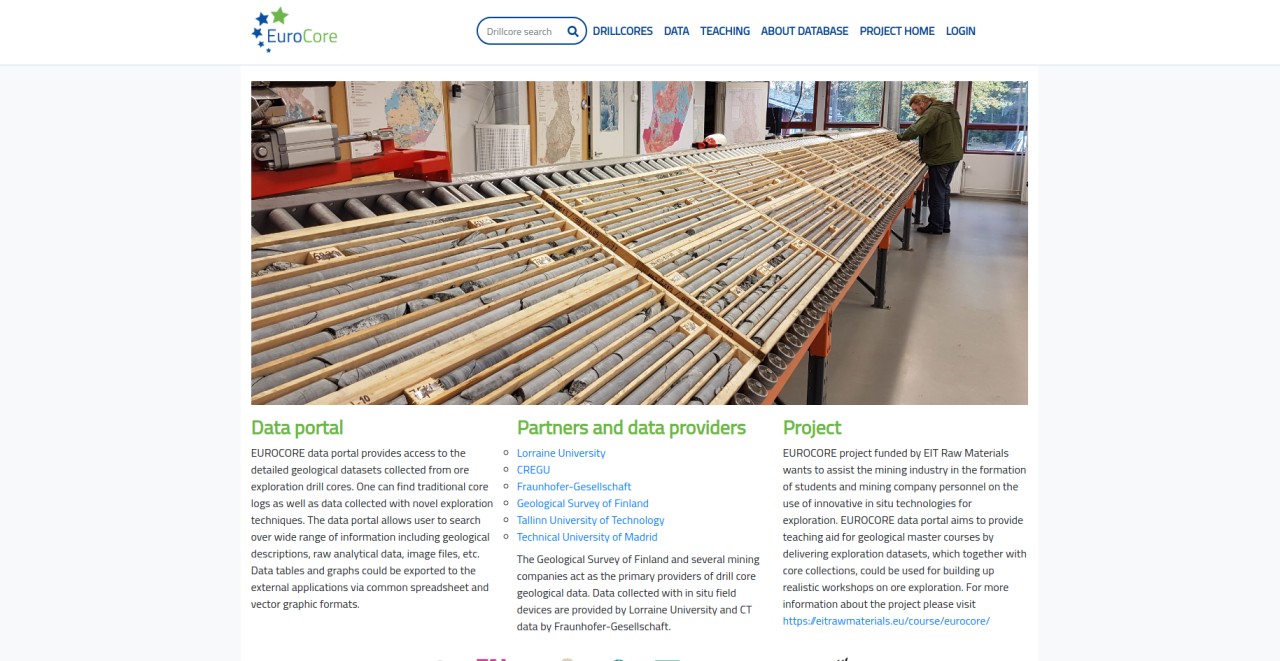 EuroCore
Drillcore search
DRILLCORES
DATA
TEACHING
ABOUT DATABASE
PROJECT HOME
LOGIN
Data portal
EUROCORE data portal provides access to the
detailed geological datasets collected from ore
exploration drill cores. One can find traditional core
logs as well as data collected with novel exploration
techniques. The data portal allows user to search
over wide range of information including geological
descriptions, raw analytical data, image files, etc.
Data tables and graphs could be exported to the
external applications via common spreadsheet and
vector graphic formats.
Partners and data providers
Lorraine University
CREGU
Fraunhofer-Gesellschaft
Geological Survey of Finland
Tallinn University of Technology
Technical University of Madrid
The Geological Survey of Finland and several mining
companies act as the primary providers of drill core
geological data. Data collected with in situ field
devices are provided by Lorraine University and CT
data by Fraunhofer-Gesellschaft.
Project
EUROCORE project funded by EIT Raw Materials
wants to assist the mining industry in the formation
of students and mining company personnel on the
use of innovative in situ technologies for
exploration. EUROCORE data portal aims to provide
teaching aid for geological master courses by
delivering exploration datasets, which together with
core collections, could be used for building up
realistic workshops on ore exploration. For more
information about the project please visit
https://eitrawmaterials.eu/course/eurocore/